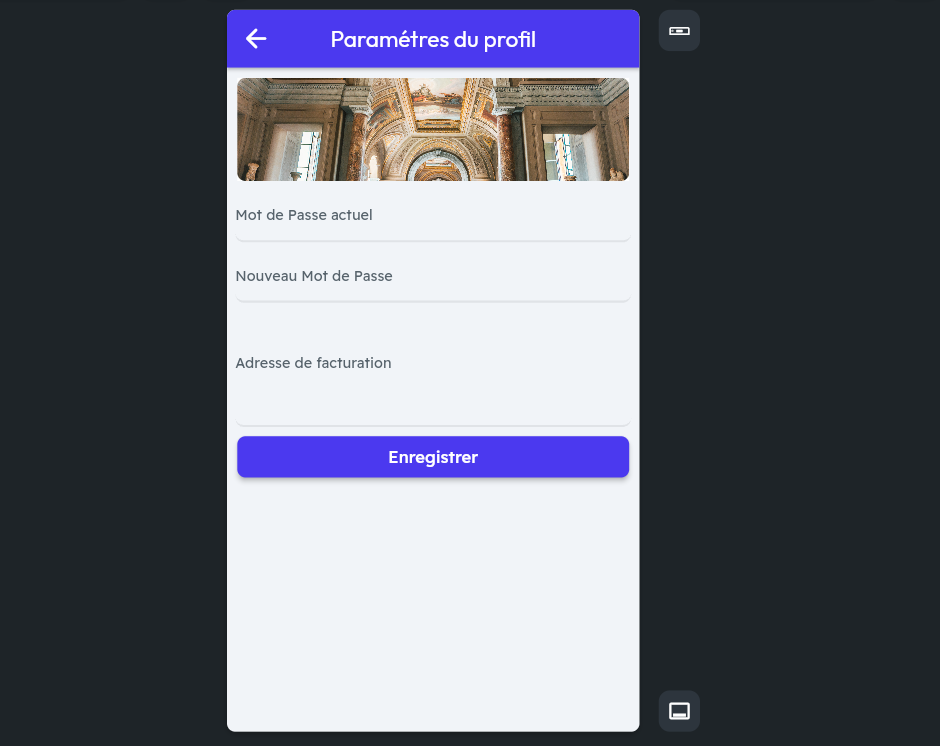 Paramétres du profil
Mot de Passe actuel
Nouveau Mot de Passe
Adresse de facturation
Enregistrer